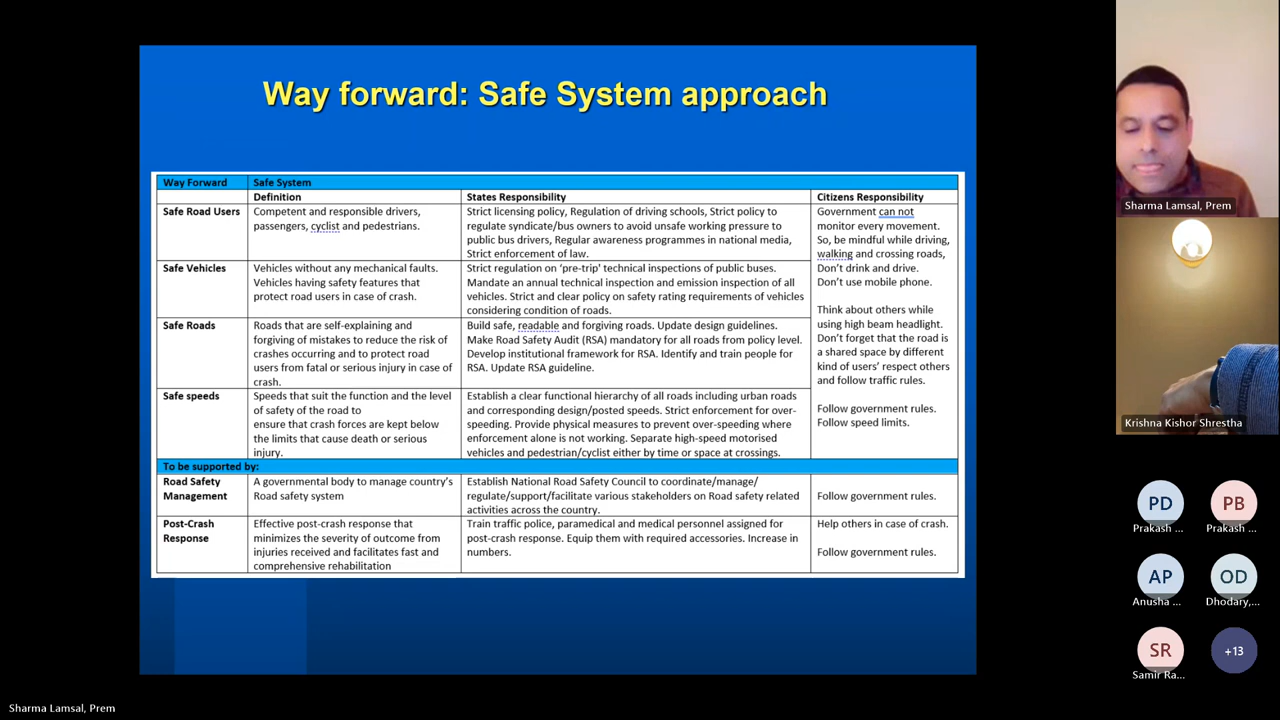 Way forward: Safe System approach
Way Forward
Safe System
Definition
States Responsibility
Citizens Responsibility
Safe Road Users
Competent and responsible drivers,
passengers, cyclist and pedestrians.
Strict licensing policy, Regulation of driving schools, Strict policy to
regulate syndicate/bus owners to avoid unsafe working pressure to
public bus drivers, Regular awareness programmes in national media,
Strict enforcement of law.
Government can not
monitor every movement.
So, be mindful while driving,
walking and crossing roads,
Don't drink and drive.
Don't use mobile phone.
Think about others while
using high beam headlight.
Don't forget that the road is
a shared space by different
kind of users' respect others
and follow traffic rules.
Follow government rules.
Follow speed limits.
Safe Vehicles
Vehicles without any mechanical faults.
Vehicles having safety features that
protect road users in case of crash.
Strict regulation on 'pre-trip' technical inspections of public buses.
Mandate an annual technical inspection and emission inspection of all
vehicles. Strict and clear policy on safety rating requirements of vehicles
considering condition of roads.
Safe Roads
Roads that are self-explaining and
forgiving of mistakes to reduce the risk of
crashes occurring and to protect road
users from fatal or serious injury in case of
crash.
Build safe, readable and forgiving roads. Update design guidelines.
Make Road Safety Audit (RSA) mandatory for all roads from policy level.
Develop institutional framework for RSA. Identify and train people for
RSA. Update RSA guideline.
Safe speeds
Speeds that suit the function and the level
of safety of the road to
ensure that crash forces are kept below
the limits that cause death or serious
injury.
Establish a clear functional hierarchy of all roads including urban roads
and corresponding design/posted speeds. Strict enforcement for over-
speeding. Provide physical measures to prevent over-speeding where
enforcement alone is not working. Separate high-speed motorised
vehicles and pedestrian/cyclist either by time or space at crossings.
To be supported by:
Road Safety
Management
A governmental body to manage country's
Road safety system
Establish National Road Safety Council to coordinate/manage/
regulate/support/facilitate various stakeholders on Road safety related
activities across the country.
Follow government rules.
Post-Crash
Response
Effective post-crash response that
minimizes the severity of outcome from
injuries received and facilitates fast and
comprehensive rehabilitation
Train traffic police, paramedical and medical personnel assigned for
post-crash response. Equip them with required accessories. Increase in
numbers.
Help others in case of crash.
Follow government rules.
Sharma Lamsal, Prem
Krishna Kishor Shrestha
PD
Prakash ...
PB
Prakash ...
AP
Anusha ...
OD
Dhodary,...
SR
Samir Ra...
+13
Sharma Lamsal, Prem